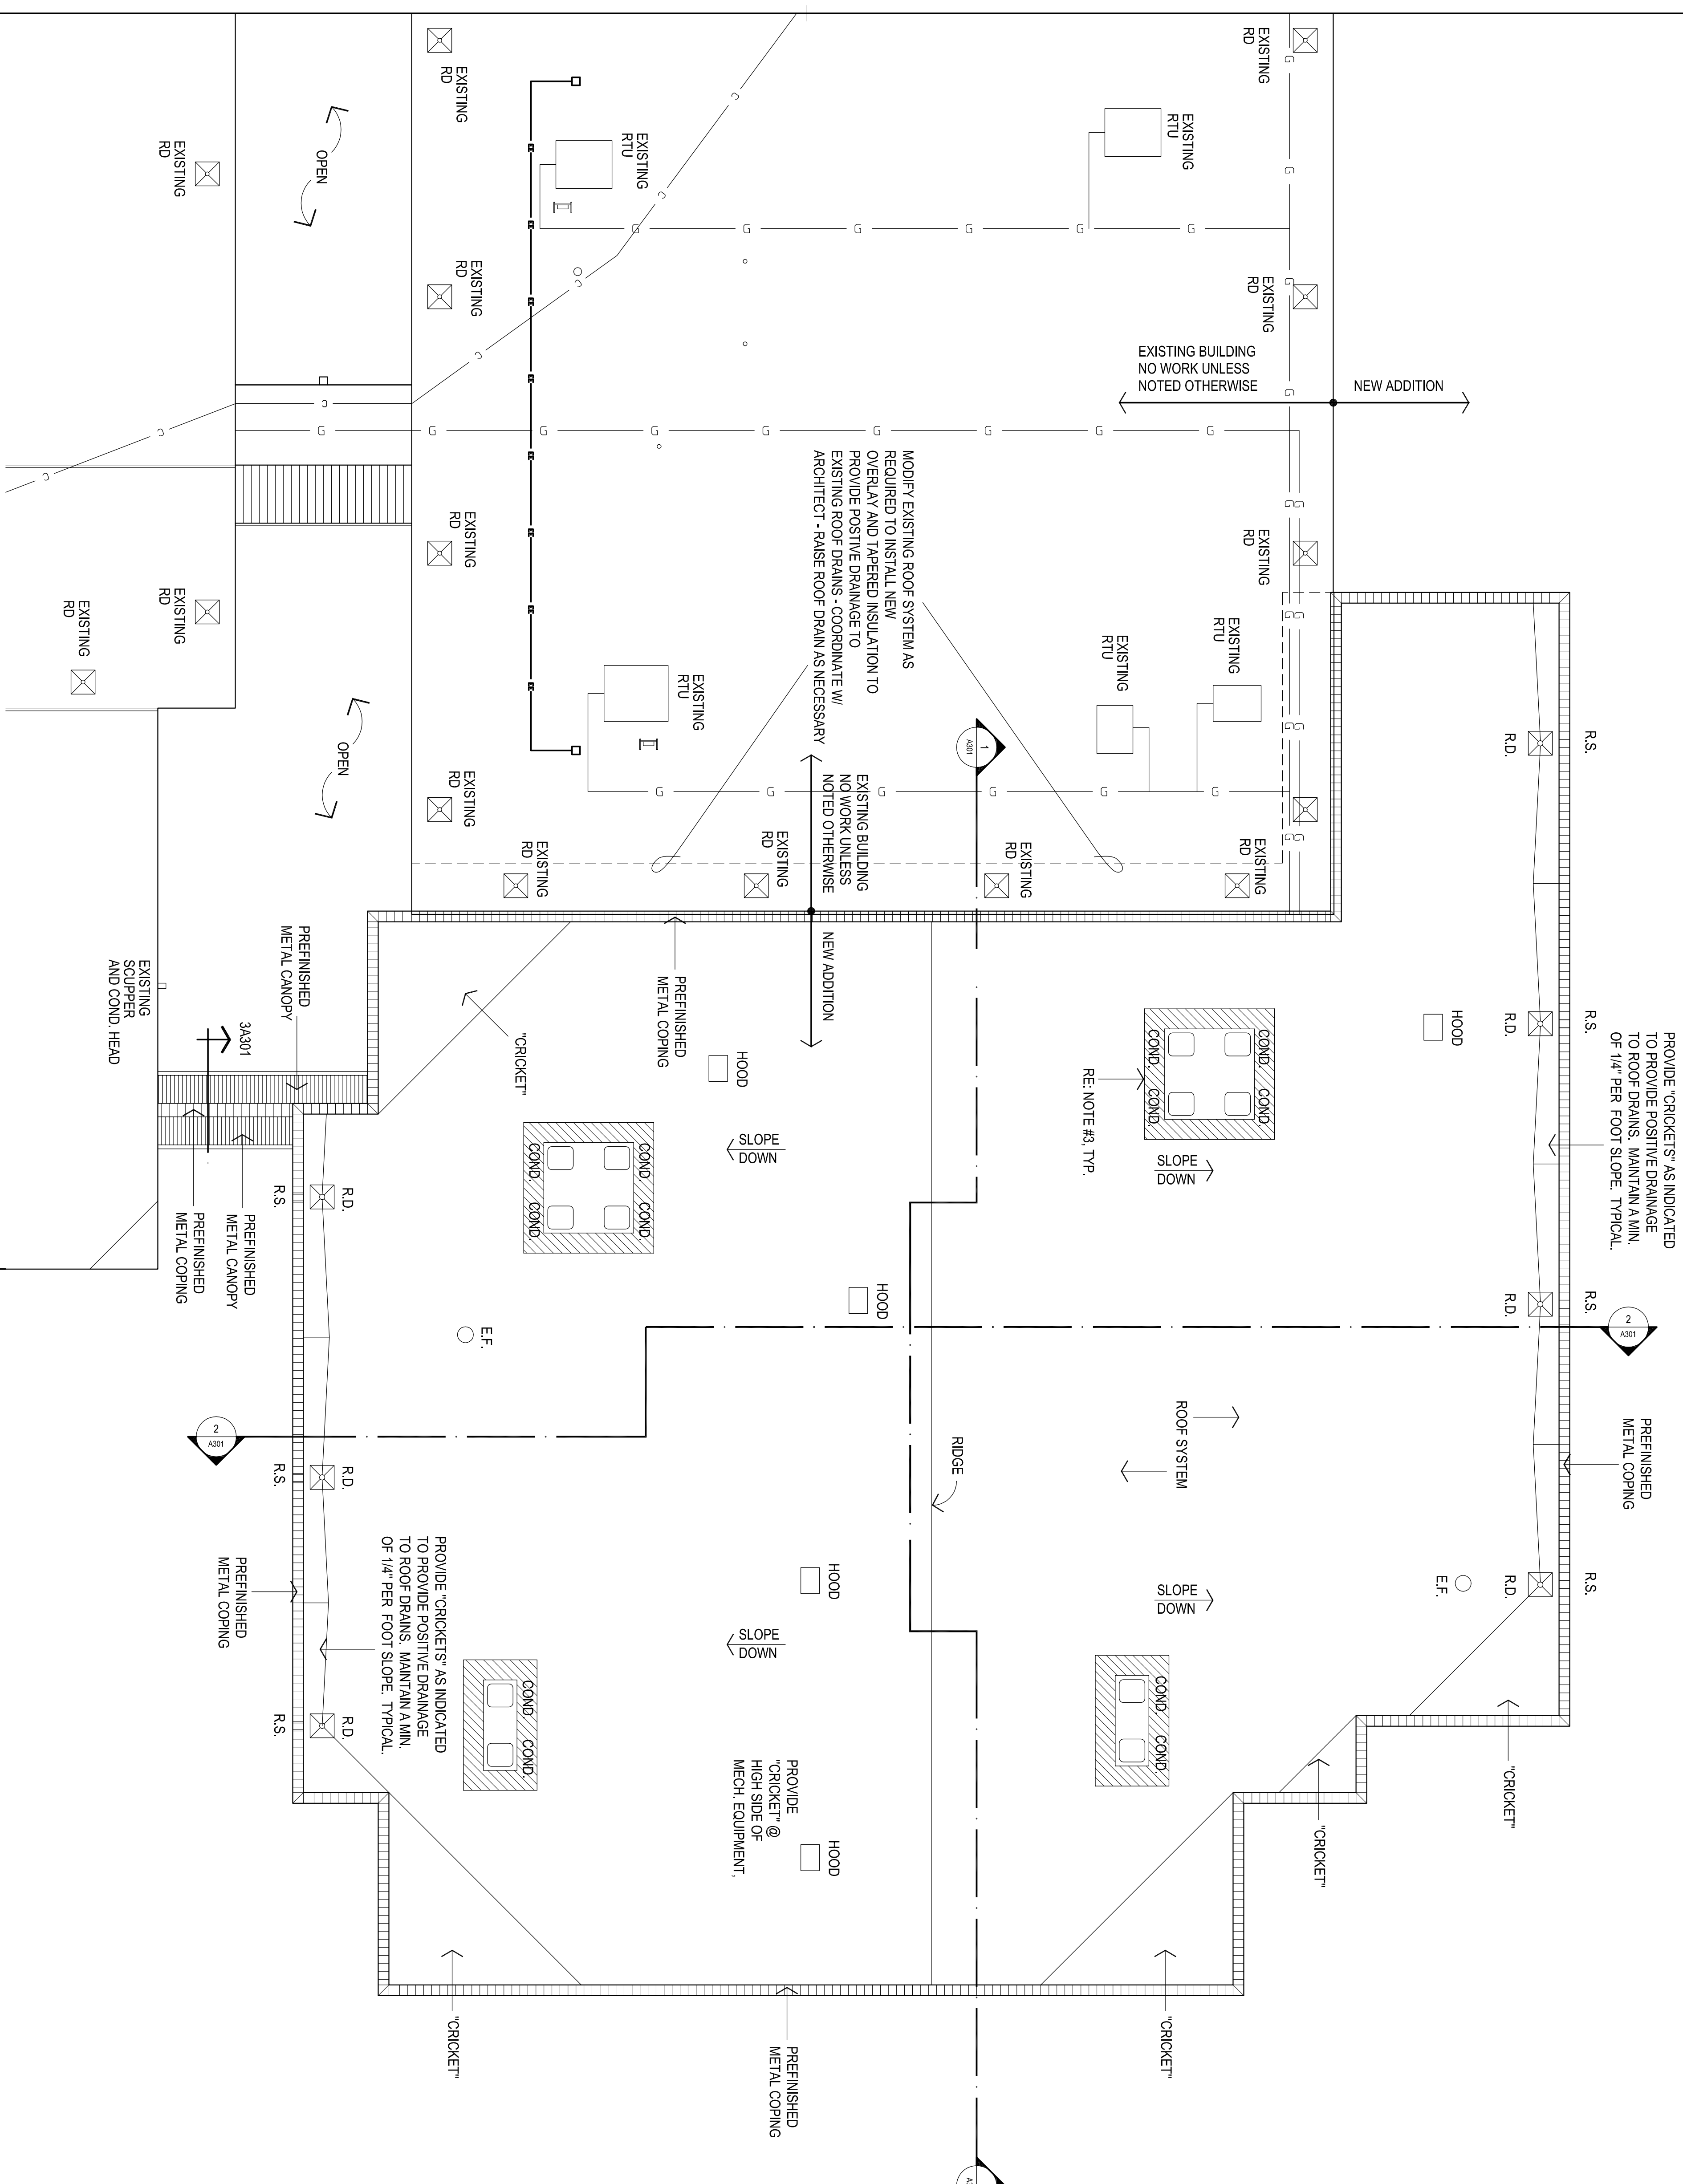 EXISTING
RD
EXISTING
RD
EXISTING
RD
OPEN
EXISTING
RTU
EXISTING
RTU
EXISTING
RD
EXISTING
RD
EXISTING BUILDING
NO WORK UNLESS
NOTED OTHERWISE
NEW ADDITION
G
MODIFY EXISTING ROOF SYSTEM AS
REQUIRED TO INSTALL NEW
OVERLAY AND TAPERED INSULATION TO
PROVIDE POSTIVE DRAINAGE TO
EXISTING ROOF DRAINS - COORDINATE W/
ARCHITECT - RAISE ROOF DRAIN AS NECESSARY
EXISTING
RD
EXISTING
RD
EXISTING
RD
EXISTING
RD
EXISTING
RTU
EXISTING
RTU
EXISTING
RTU
OPEN
1
A301
EXISTING
RD
EXISTING
RD
EXISTING
RD
EXISTING
RD
EXISTING
RD
EXISTING BUILDING
NO WORK UNLESS
NOTED OTHERWISE
NEW ADDITION
R.S.
R.D.
R.S.
R.D.
R.S.
R.D.
R.S.
R.D.
PROVIDE "CRICKETS" AS INDICATED
TO PROVIDE POSITIVE DRAINAGE
TO ROOF DRAINS. MAINTAIN A MIN.
OF 1/4" PER FOOT SLOPE. TYPICAL.
HOOD
PREFINISHED
METAL CANOPY
EXISTING
SCUPPER
AND COND. HEAD
3A301
"CRICKET"
PREFINISHED
METAL COPING
HOOD
COND.
COND.
COND.
COND.
RE: NOTE #3, TYP.
SLOPE
DOWN
SLOPE
DOWN
COND.
COND.
COND.
COND.
R.D.
R.S.
PREFINISHED
METAL CANOPY
PREFINISHED
METAL COPING
HOOD
E.F.
2
A301
2
A301
PREFINISHED
METAL COPING
ROOF SYSTEM
RIDGE
R.D.
R.S.
HOOD
E.F.
SLOPE
DOWN
SLOPE
DOWN
PREFINISHED
METAL COPING
PROVIDE "CRICKETS" AS INDICATED
TO PROVIDE POSITIVE DRAINAGE
TO ROOF DRAINS. MAINTAIN A MIN.
OF 1/4" PER FOOT SLOPE. TYPICAL.
R.D.
R.S.
COND.
COND.
COND.
COND.
PROVIDE
"CRICKET" @
HIGH SIDE OF
MECH. EQUIPMENT,
HOOD
"CRICKET"
"CRICKET"
"CRICKET"
"CRICKET"
PREFINISHED
METAL COPING